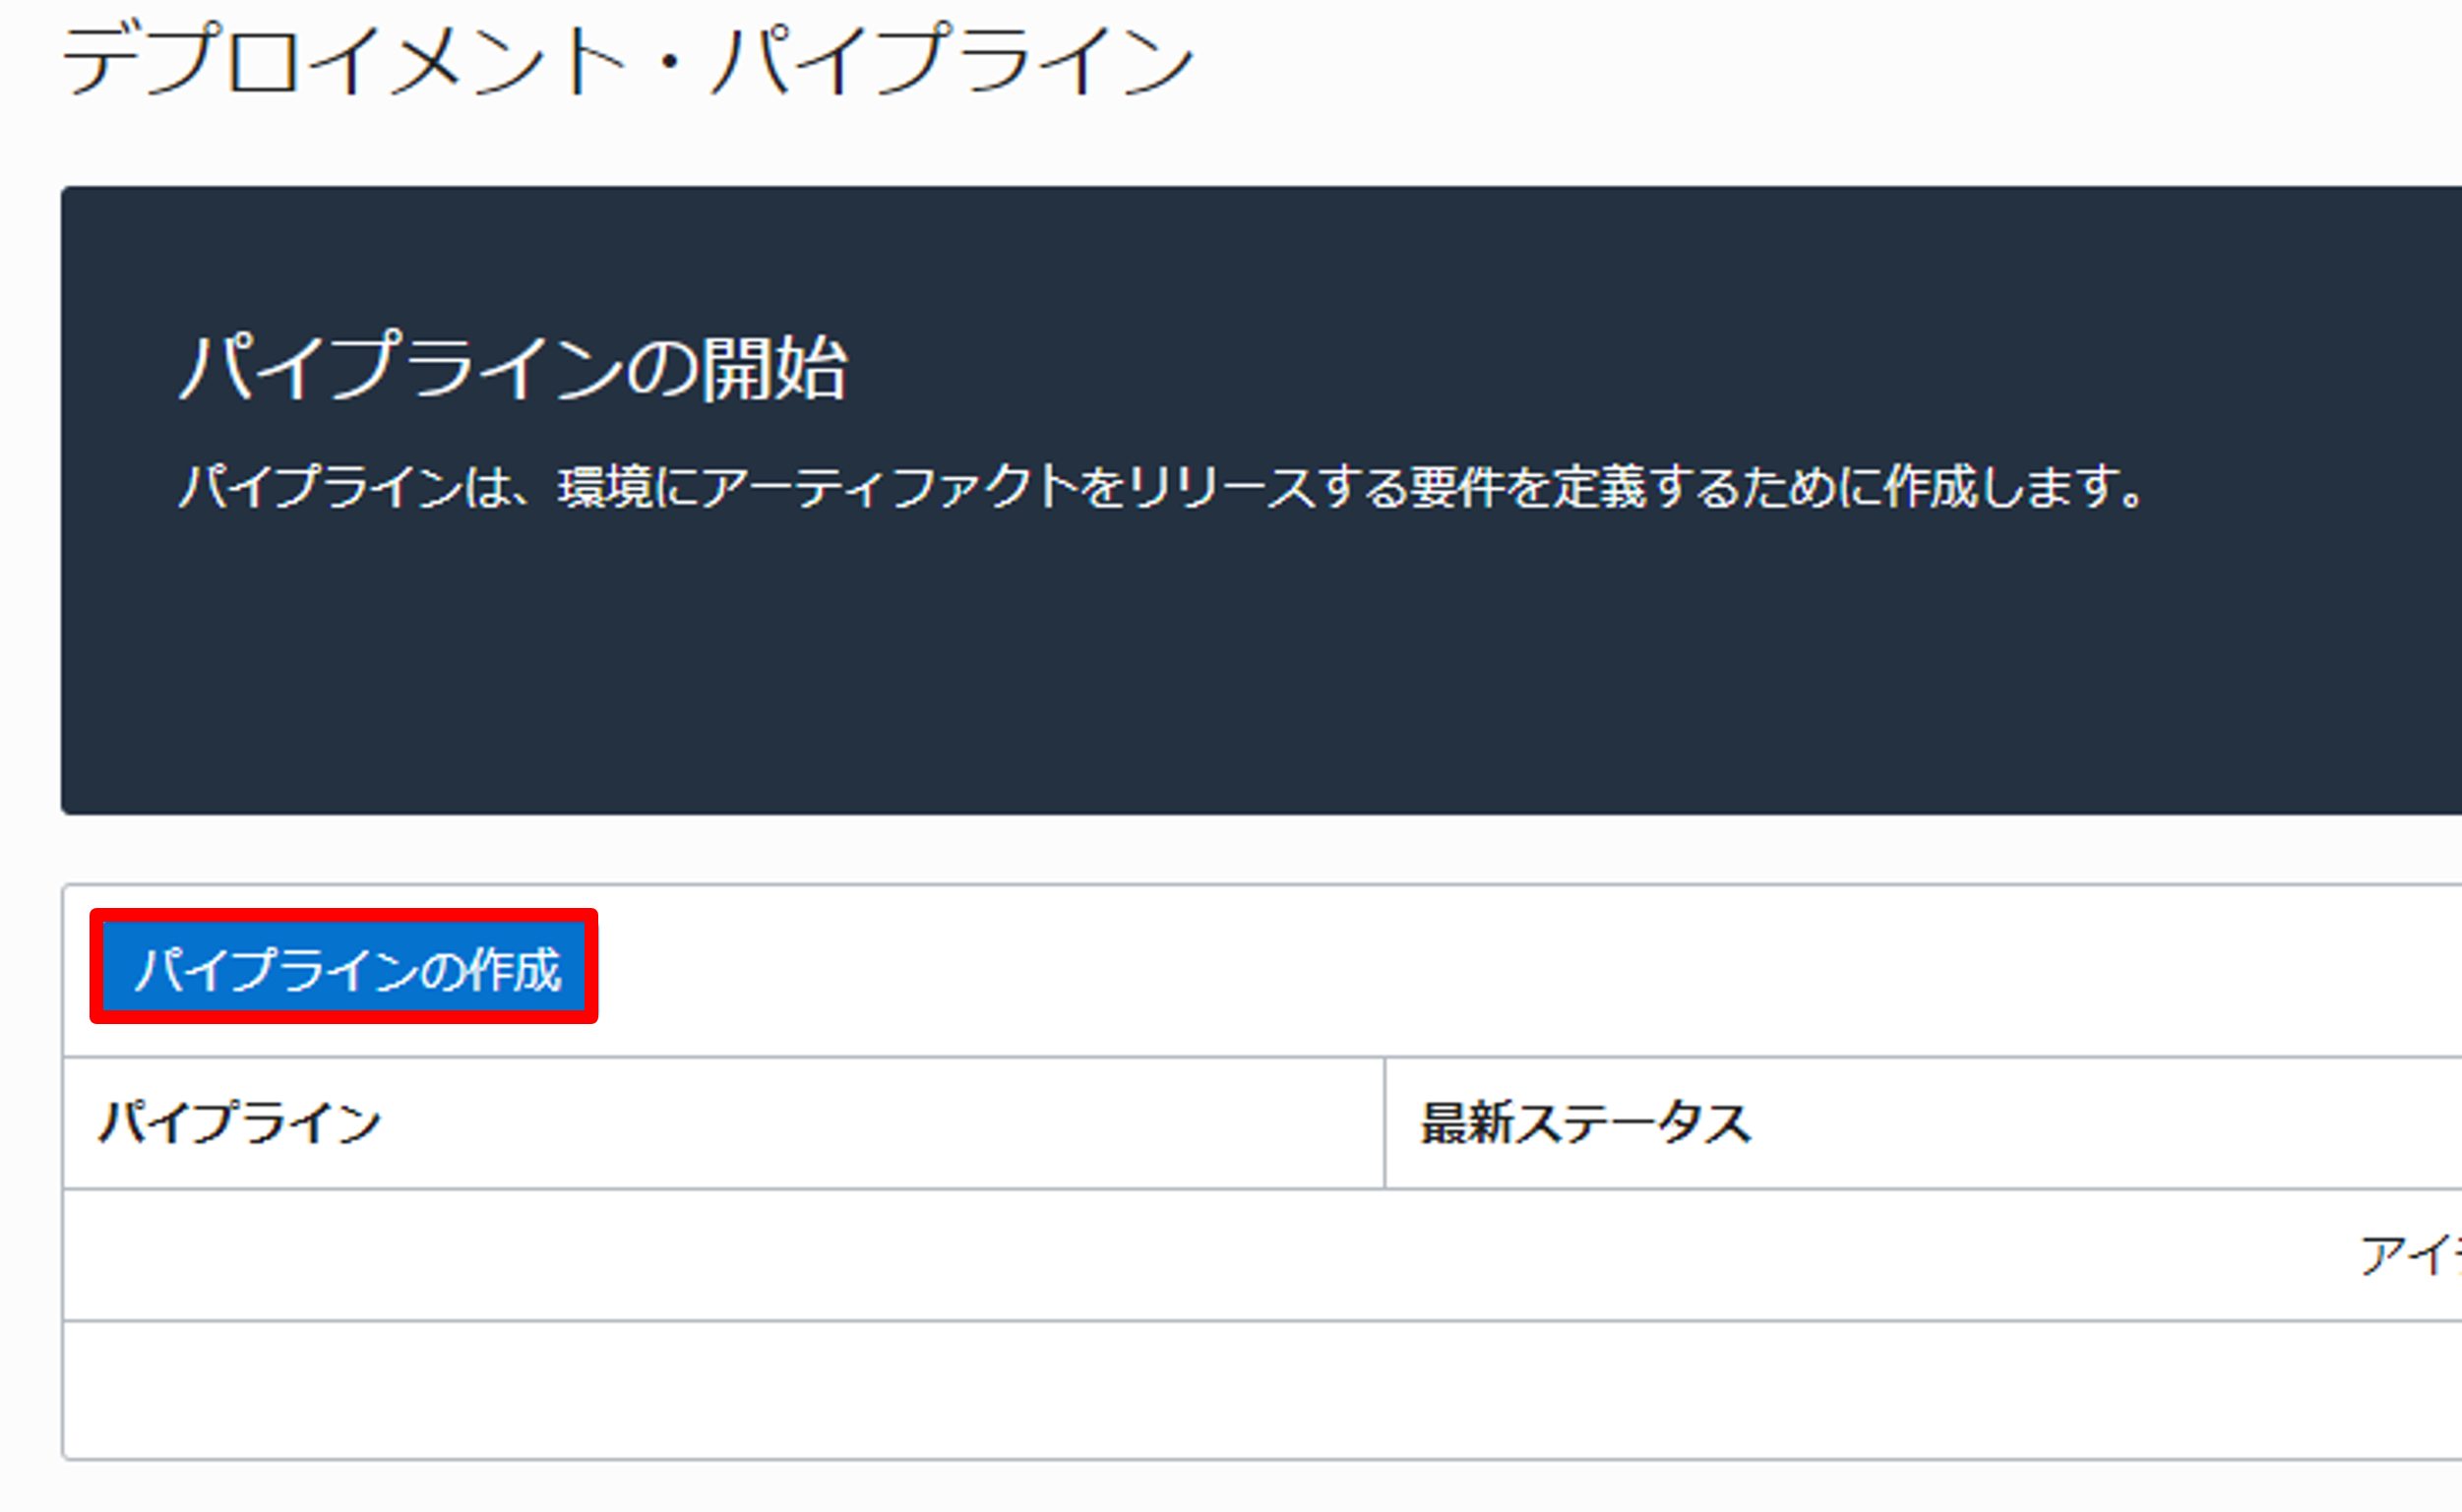 デプロイメント・パイプライン
パイプラインの開始
パイプラインは、環境にアーティファクトをリリースする要件を定義するために作成します。
パイプラインの作成
パイプライン
最新ステータス
アイ